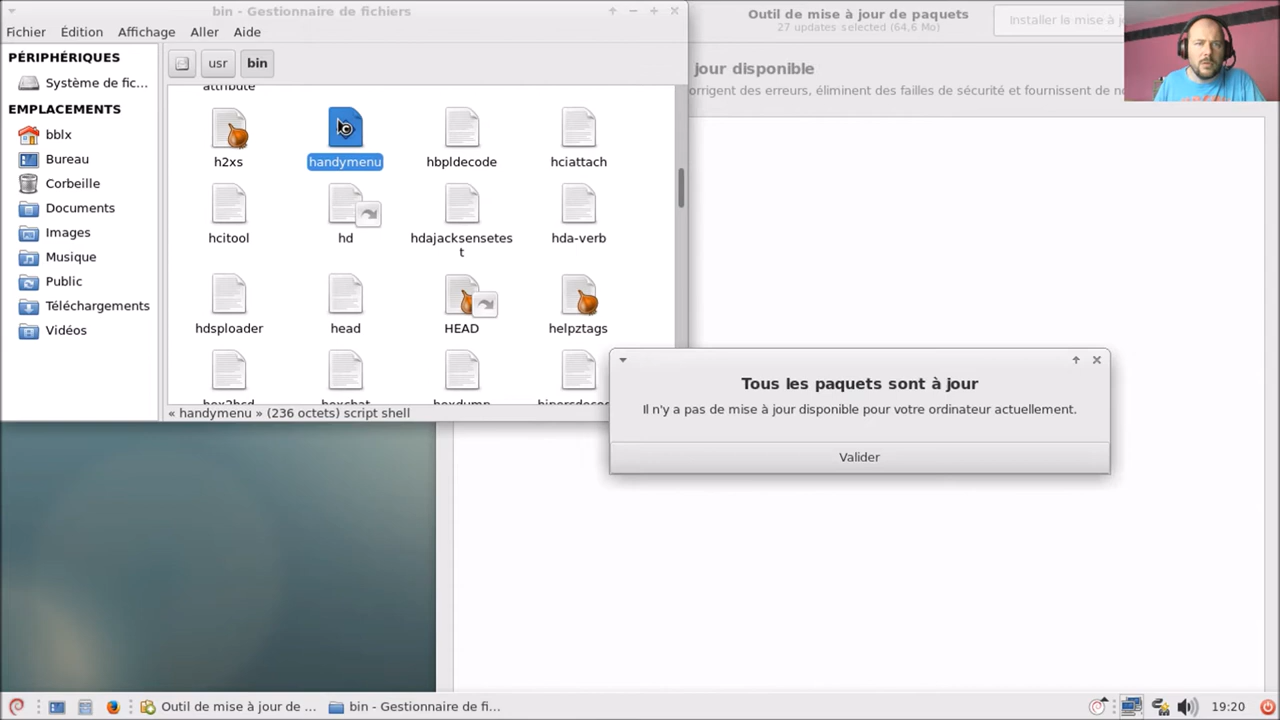 bin - Gestionnaire de fichiers
Fichier Édition Affichage Aller Aide
PÉRIPHÉRIQUES
Système de fic...
EMPLACEMENTS
bblx
Bureau
Corbeille
Documents
Images
Musique
Public
Téléchargements
Vidéos
usr bin
attribute
h2xs handymenu hbpldecode hciattach
hcitool hd hdajacksensetes hda-verb
t
hdsploader head HEAD helpztags
hex2hcd hexchat hexdump
« handymenu » (236 octets) script shell
Outil de mise à jour de paquets
27 updates selected (64,6 Mo)
Installer la mise à
jour disponible
orrigent des erreurs, éliminent des failles de sécurité et fournissent de
Tous les paquets sont à jour
Il n'y a pas de mise à jour disponible pour votre ordinateur actuellement.
Valider
Outil de mise à jour de ... bin - Gestionnaire de fi... 19:20